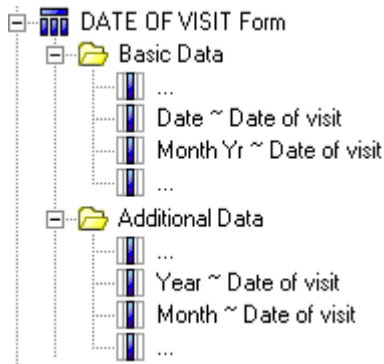 DATE OF VISIT Form
Basic Data
...
Date ~ Date of visit
Month Yr ~ Date of visit
...
Additional Data
...
Year ~ Date of visit
Month ~ Date of visit
...